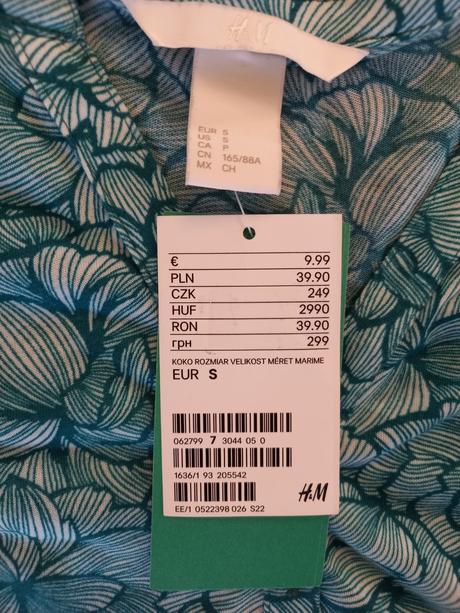 H&M
EUR S
US S
CA P
CN 165/88A
MX CH
€ 9.99
PLN 39.90
CZK 249
HUF 2990
RON 39.90
грн 299
KOKO ROZMIAR VELIKOST MÉRET MARIME
EUR S
062799 7 3044 05 0
1636/1 93 205542
H&M
EE/1 0522398 026 S22